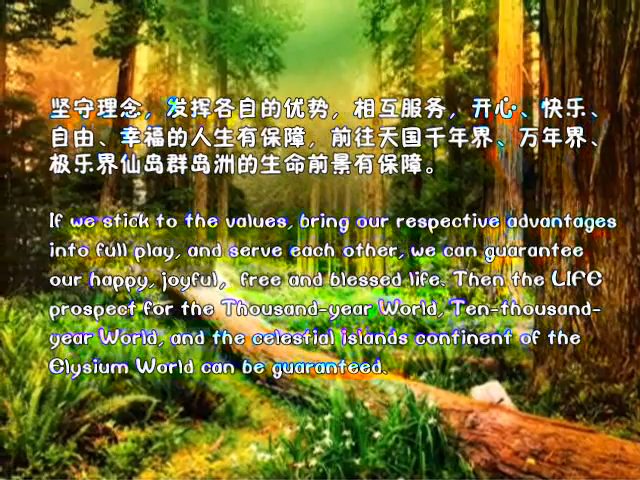 坚守理念，发挥各自的优势，相互服务，开心、快乐、
自由、幸福的人生有保障，前往天国千年界、万年界、
极乐界仙岛群岛洲的生命前景有保障。
If we stick to the values, bring our respective advantages
into full play, and serve each other, we can guarantee
our happy, joyful， free and blessed life. Then the LIFE
prospect for the Thousand-year World, Ten-thousand-
year World, and the celestial islands continent of the
Elysium World can be guaranteed.